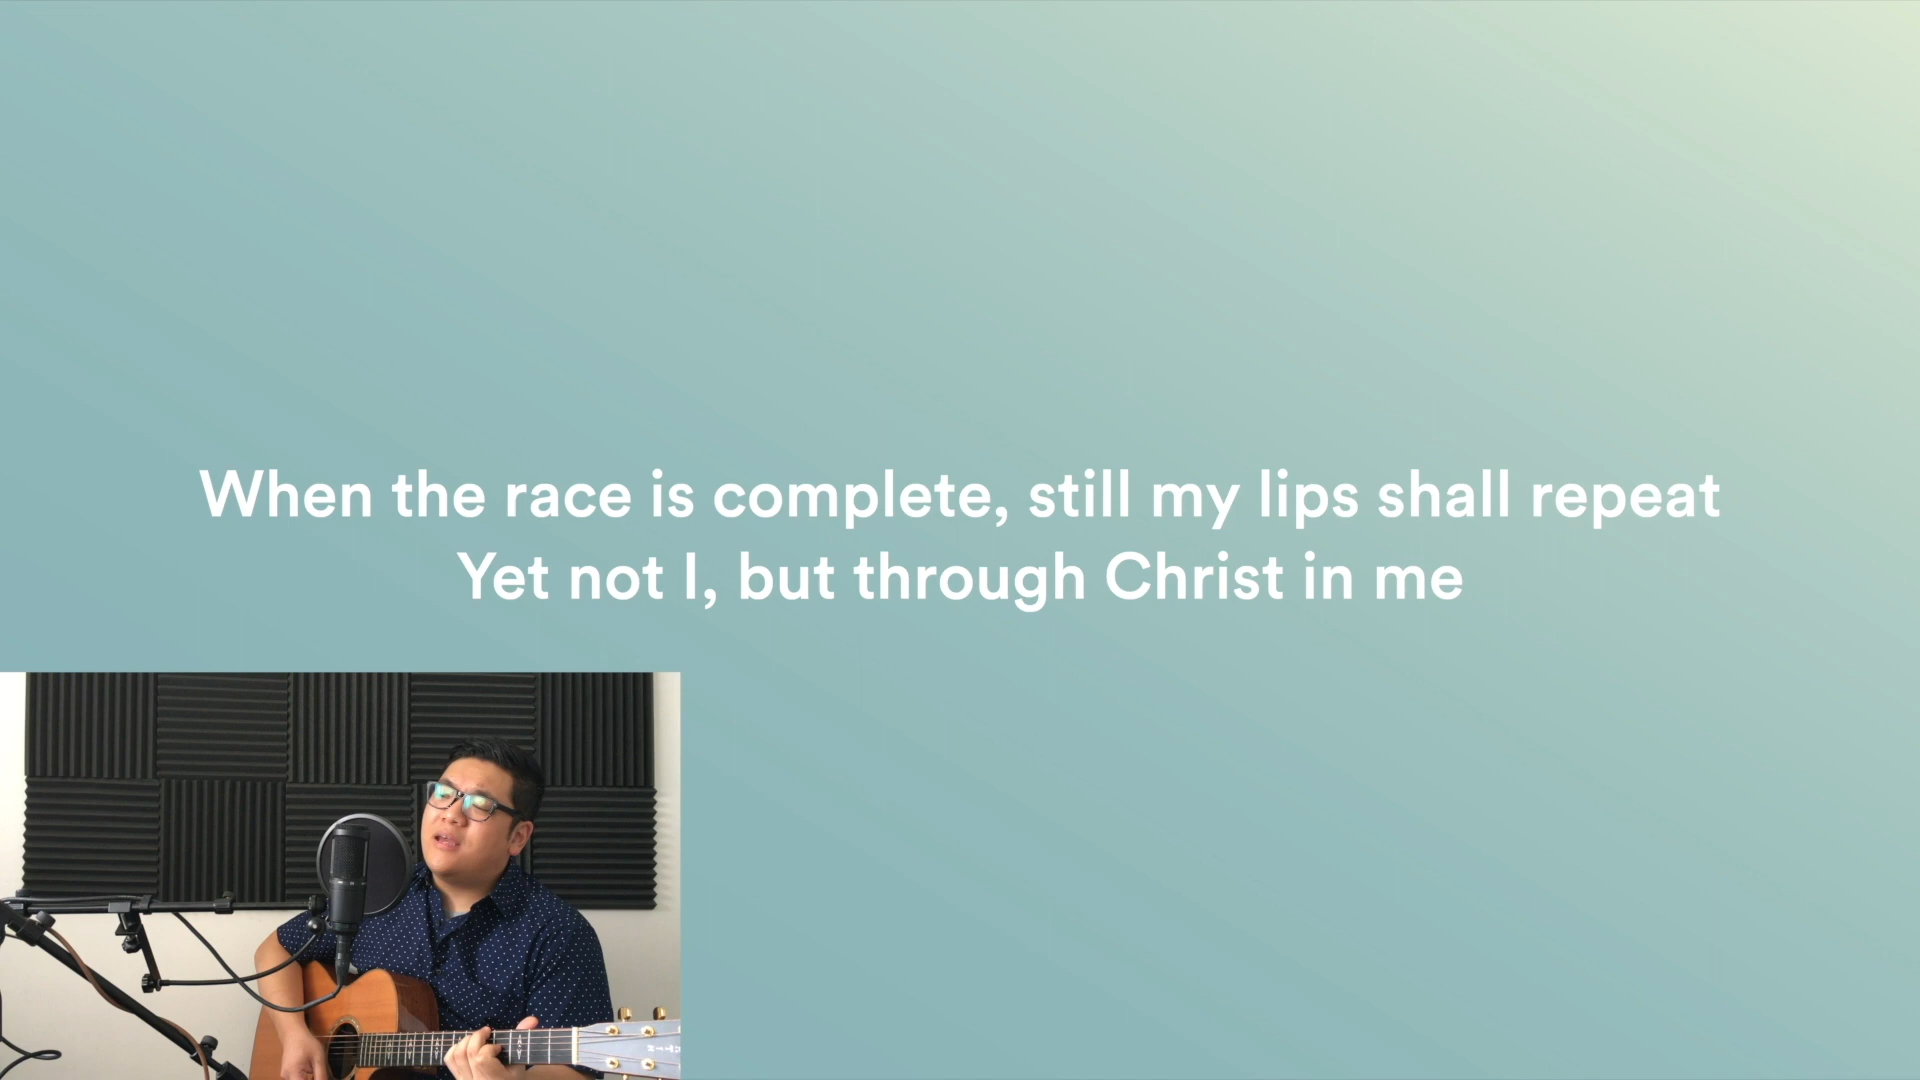 When the race is complete, still my lips shall repeat
Yet not I, but through Christ in me